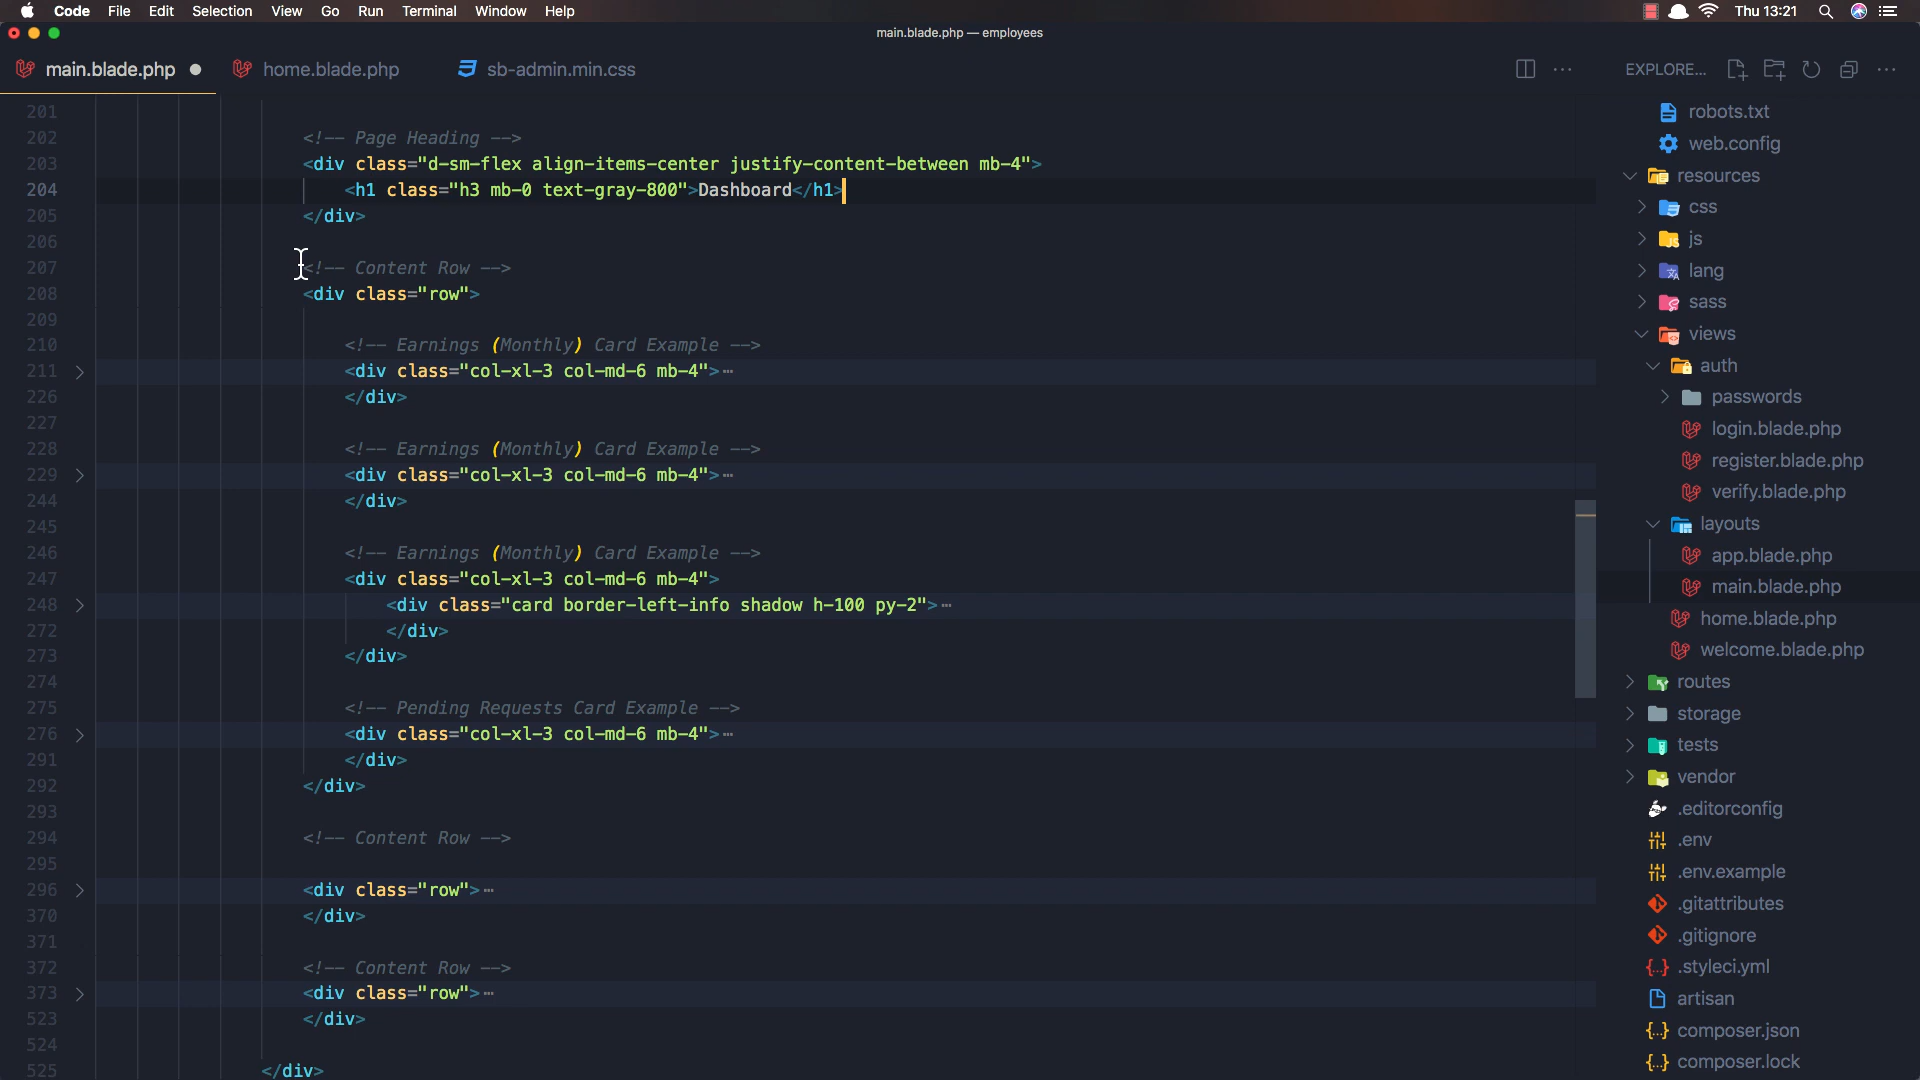 Code File Edit Selection View Go Run Terminal Window Help Thu 13:21
main.blade.php — employees
main.blade.php home.blade.php sb-admin.min.css
201
202 <!-- Page Heading -->
203 <div class="d-sm-flex align-items-center justify-content-between mb-4">
204 <h1 class="h3 mb-0 text-gray-800">Dashboard</h1>
205 </div>
206
207 <!-- Content Row -->
208 <div class="row">
209
210 <!-- Earnings (Monthly) Card Example -->
211 <div class="col-xl-3 col-md-6 mb-4">⋯
226 </div>
227
228 <!-- Earnings (Monthly) Card Example -->
229 <div class="col-xl-3 col-md-6 mb-4">⋯
244 </div>
245
246 <!-- Earnings (Monthly) Card Example -->
247 <div class="col-xl-3 col-md-6 mb-4">
248 <div class="card border-left-info shadow h-100 py-2">⋯
272 </div>
273 </div>
274
275 <!-- Pending Requests Card Example -->
276 <div class="col-xl-3 col-md-6 mb-4">⋯
291 </div>
292 </div>
293
294 <!-- Content Row -->
295
296 <div class="row">⋯
370 </div>
371
372 <!-- Content Row -->
373 <div class="row">⋯
523 </div>
524
525 </div>
EXPLORE...
robots.txt
web.config
resources
css
js
lang
sass
views
auth
passwords
login.blade.php
register.blade.php
verify.blade.php
layouts
app.blade.php
main.blade.php
home.blade.php
welcome.blade.php
routes
storage
tests
vendor
.editorconfig
.env
.env.example
.gitattributes
.gitignore
.styleci.yml
artisan
composer.json
composer.lock